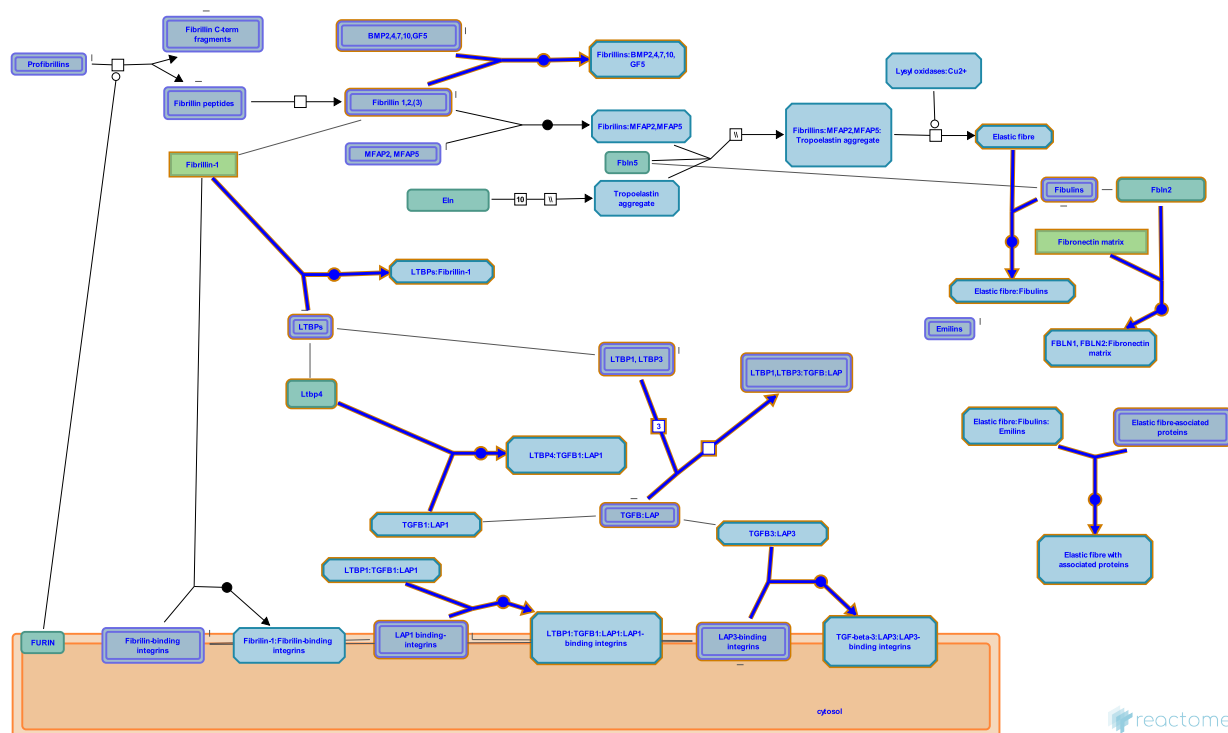 Profibrillins
Fibrillin C-term
fragments
Fibrillin peptides
BMP2,4,7,10,GF5
Fibrillins:BMP2,4,7,10,
GF5
Fibrillin 1,2,(3)
Fibrillin-1
MFAP2, MFAP5
Fibrillins:MFAP2,MFAP5
Fbln5
Eln
10
\\
Tropoelastin
aggregate
\\
Fibrillins:MFAP2,MFAP5:
Tropoelastin aggregate
Lysyl oxidases:Cu2+
Elastic fibre
Fibulins
Fbln2
Fibronectin matrix
Elastic fibre:Fibulins
Emilins
FBLN1, FBLN2:Fibronectin
matrix
LTBPs:Fibrillin-1
LTBPs
LTBP1, LTBP3
LTBP1,LTBP3:TGFB:LAP
Ltbp4
3
LTBP4:TGFB1:LAP1
TGFB1:LAP1
TGFB:LAP
TGFB3:LAP3
Elastic fibre:Fibulins:
Emilins
Elastic fibre-asociated
proteins
Elastic fibre with
associated proteins
LTBP1:TGFB1:LAP1
FURIN
Fibrilin-binding
integrins
Fibrilin-1:Fibrilin-binding
integrins
LAP1 binding-
integrins
LTBP1:TGFB1:LAP1:LAP1-
binding integrins
LAP3-binding
integrins
TGF-beta-3:LAP3:LAP3-
binding integrins
cytosol
reactome